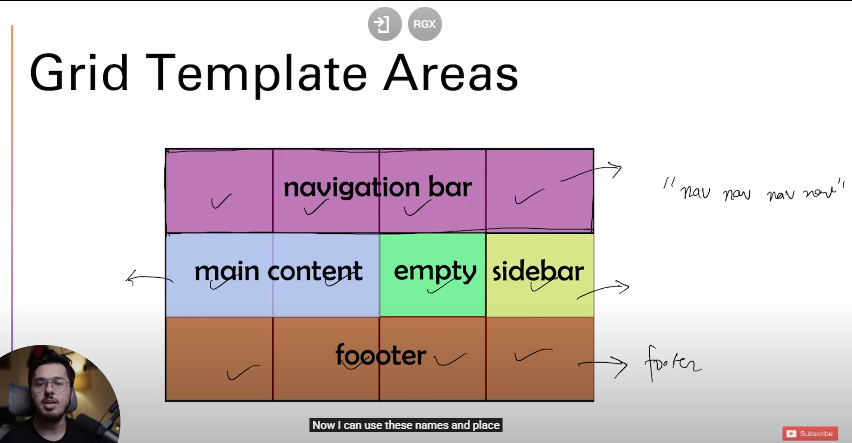 RGX
Grid Template Areas
navigation bar
"nav nav nav nav"
main content empty sidebar
foooter
footer
Now I can use these names and place
Subscribe